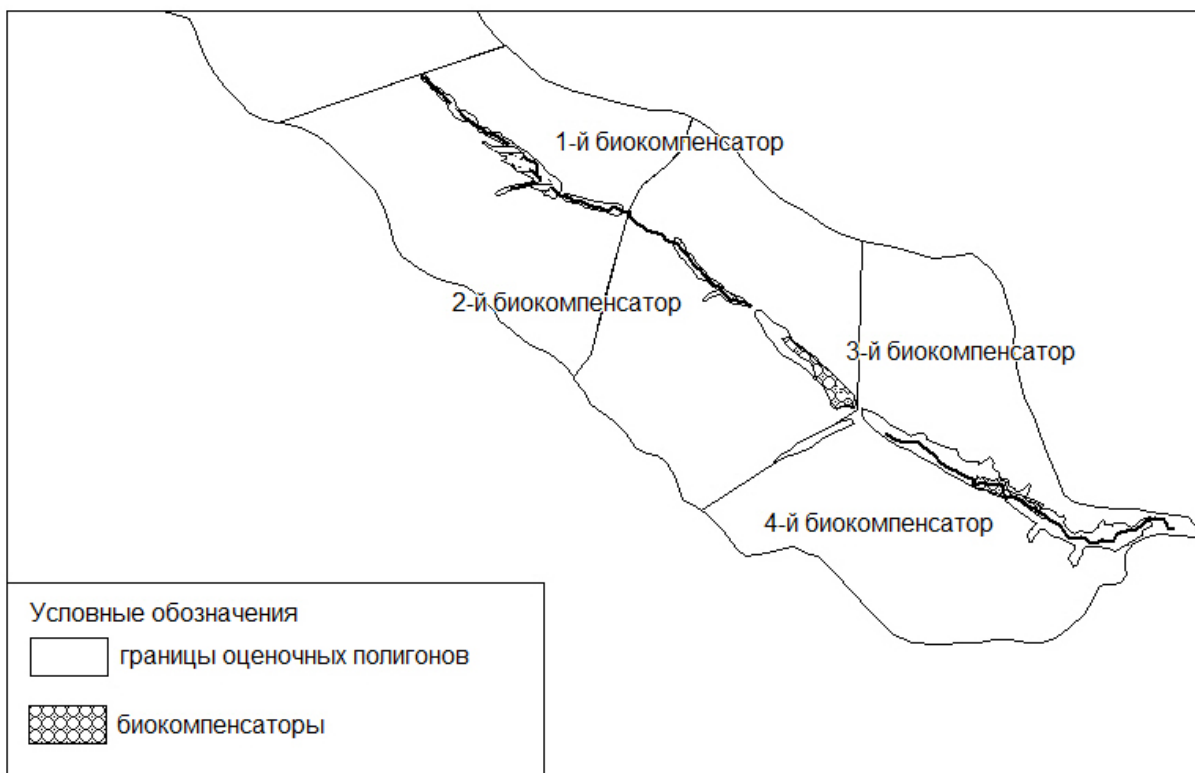 1-й биокомпенсатор
2-й биокомпенсатор
3-й биокомпенсатор
4-й биокомпенсатор
Условные обозначения
границы оценочных полигонов
биокомпенсаторы